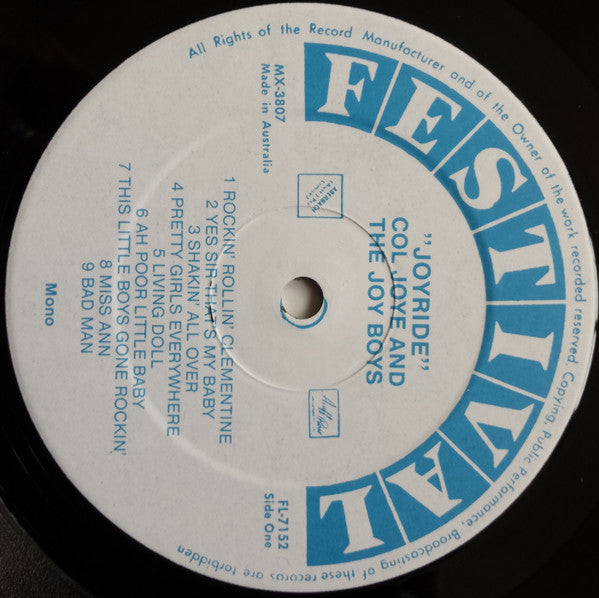 All Rights of the Record Manufacturer and of the Owner of the work recorded reserved. Copying, Public Performance, Broadcasting of these records are forbidden
FESTIVAL
"JOYRIDE"
COL JOYE AND
THE JOY BOYS
MX-3807
Made in Australia
FL-7152
Side One
1 ROCKIN' ROLLIN' CLEMENTINE
2 YES SIR THAT'S MY BABY
3 SHAKIN' ALL OVER
4 PRETTY GIRLS EVERYWHERE
5 LIVING DOLL
6 AH POOR LITTLE BABY
7 THIS LITTLE BOYS GONE ROCKIN'
8 MISS ANN
9 BAD MAN
Mono